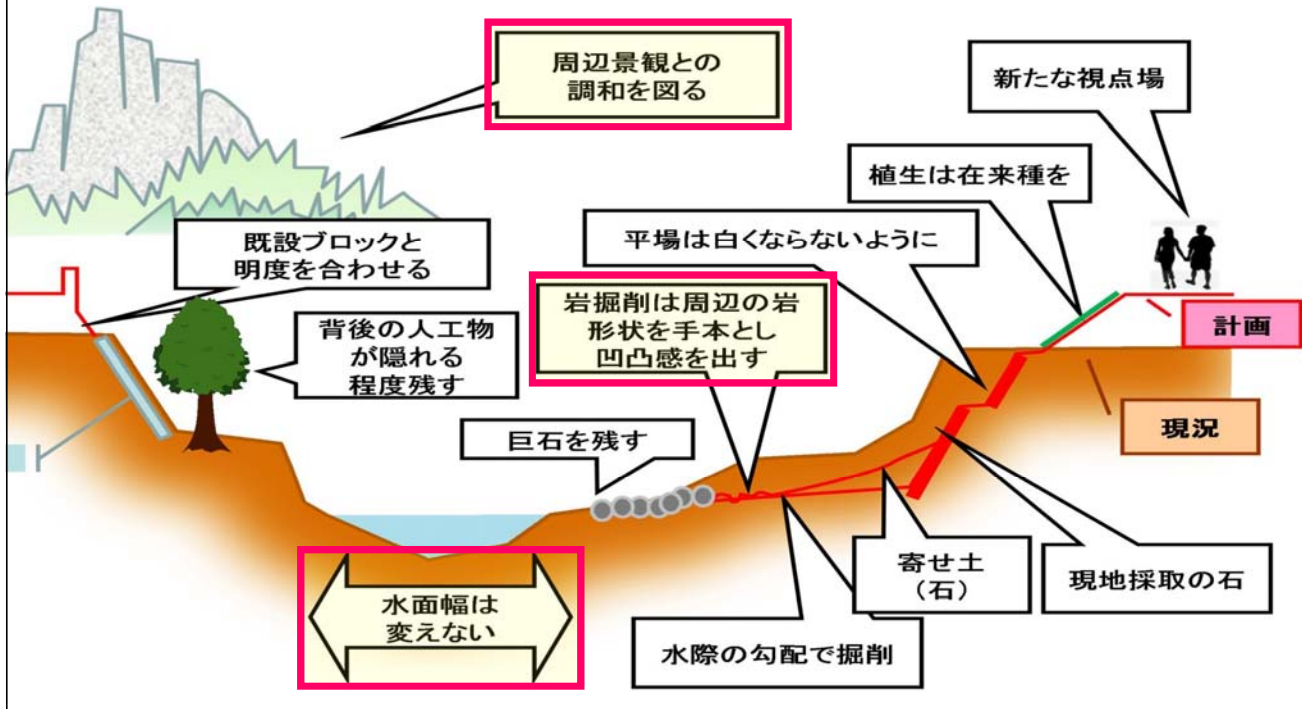 周辺景観との
調和を図る
新たな視点場
植生は在来種を
既設ブロックと
明度を合わせる
平場は白くならないように
岩掘削は周辺の岩
形状を手本とし
凹凸感を出す
計画
背後の人工物
が隠れる
程度残す
巨石を残す
現況
水面幅は
変えない
寄せ土
(石)
現地採取の石
水際の勾配で掘削